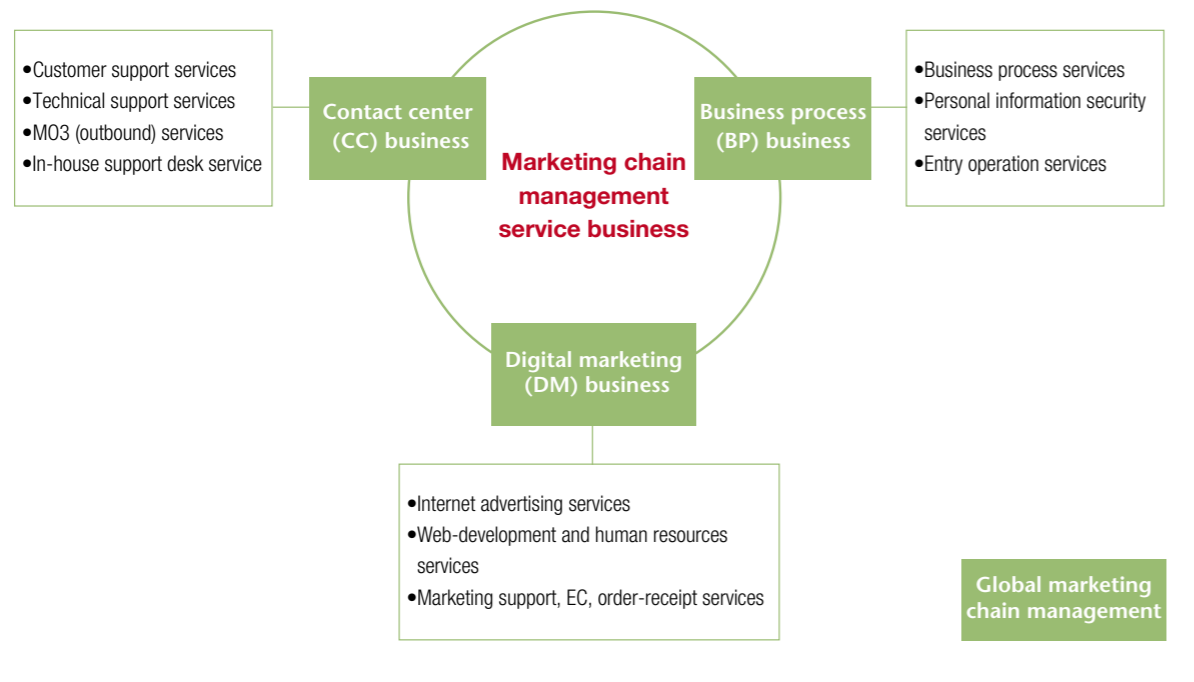 •Customer support services
•Technical support services
•MO3 (outbound) services
•In-house support desk service
Contact center
(CC) business
Marketing chain
management
service business
Business process
(BP) business
•Business process services
•Personal information security
services
•Entry operation services
Digital marketing
(DM) business
•Internet advertising services
•Web-development and human resources
services
•Marketing support, EC, order-receipt services
Global marketing
chain management